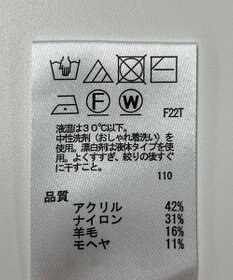 F W
F22T
液温は30℃以下。
中性洗剤(おしゃれ着洗い)を
使用。漂白剤は液体タイプを使
用。よくすすぎ、絞りの後すぐ
に干すこと。
110
品質
アクリル 42%
ナイロン 31%
羊毛 16%
モヘヤ 11%